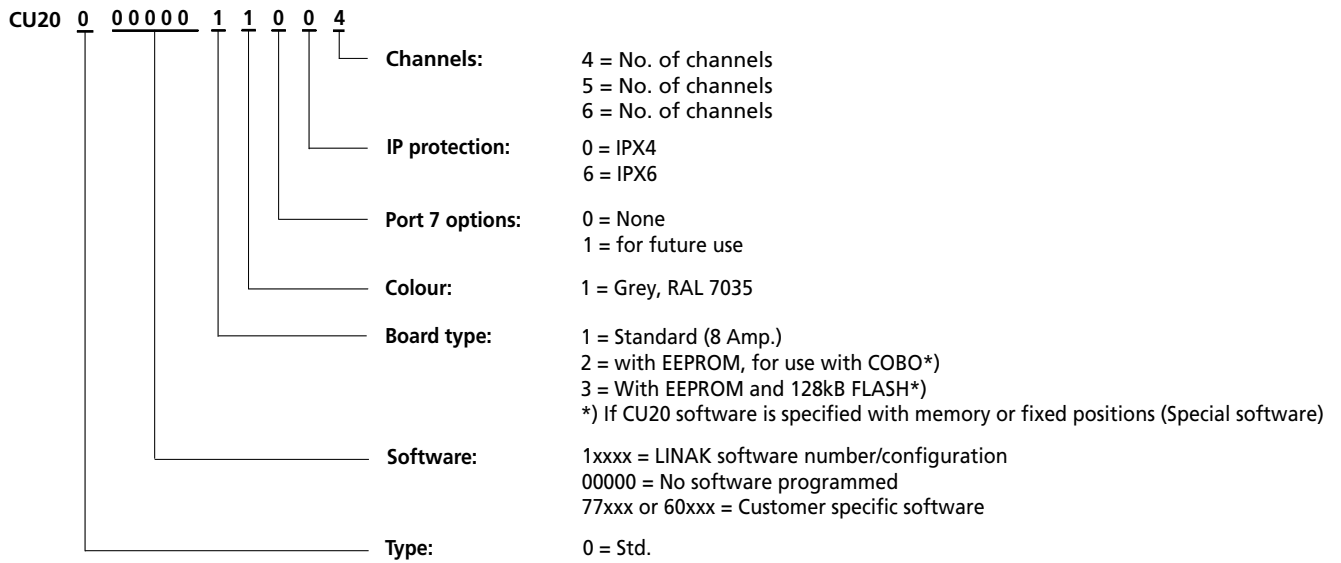 CU20 0 00000 1 1 0 0 4
Channels: 4 = No. of channels
5 = No. of channels
6 = No. of channels
IP protection: 0 = IPX4
6 = IPX6
Port 7 options: 0 = None
1 = for future use
Colour: 1 = Grey, RAL 7035
Board type: 1 = Standard (8 Amp.)
2 = with EEPROM, for use with COBO*)
3 = With EEPROM and 128kB FLASH*)
*) If CU20 software is specified with memory or fixed positions (Special software)
Software: 1xxxx = LINAK software number/configuration
00000 = No software programmed
77xxx or 60xxx = Customer specific software
Type: 0 = Std.